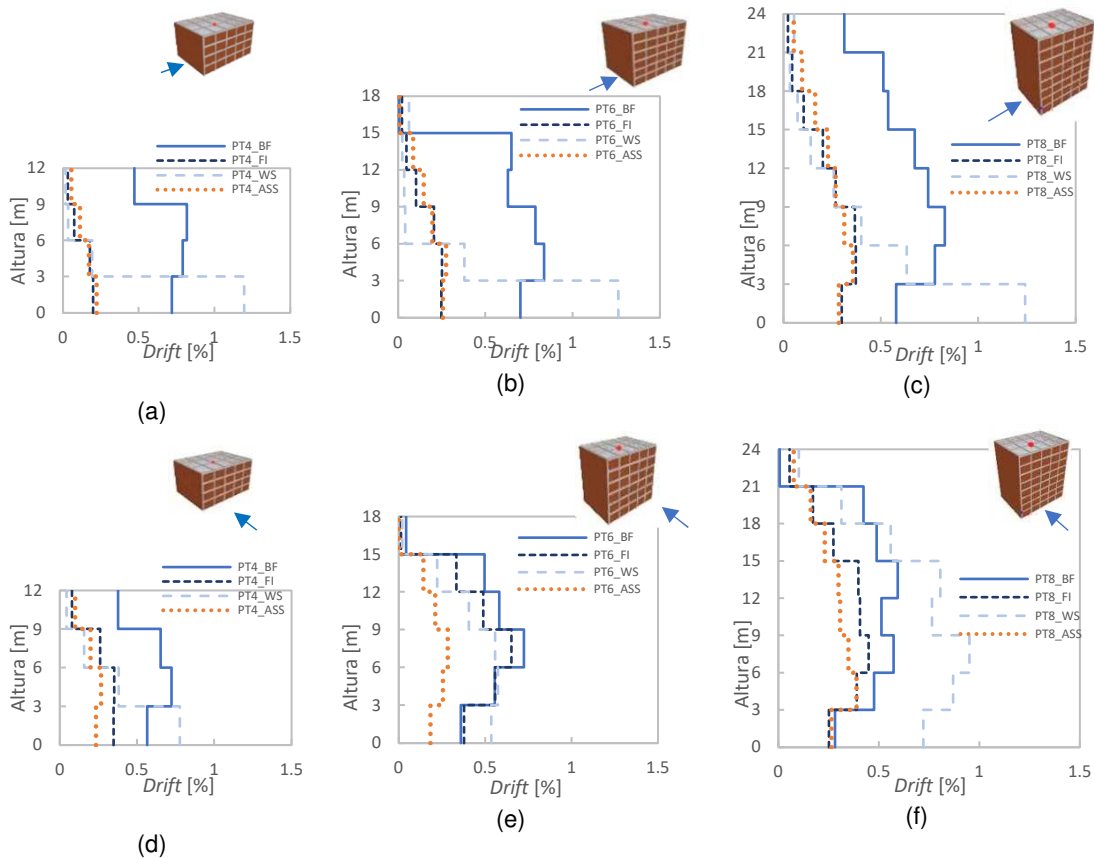 PT4_BF
PT4_FI
PT4_WS
PT4_ASS
12
9
6
3
0
Altura [m]
0
0.5
1
1.5
Drift [%]
(a)
PT6_BF
PT6_FI
PT6_WS
PT6_ASS
18
15
12
9
6
3
0
Altura [m]
0
0.5
1
1.5
Drift [%]
(b)
PT8_BF
PT8_FI
PT8_WS
PT8_ASS
24
21
18
15
12
9
6
3
0
Altura [m]
0
0.5
1
1.5
Drift [%]
(c)
PT4_BF
PT4_FI
PT4_WS
PT4_ASS
12
9
6
3
0
Altura [m]
0
0.5
1
1.5
Drift [%]
(d)
PT6_BF
PT6_FI
PT6_WS
PT6_ASS
18
15
12
9
6
3
0
Altura [m]
0
0.5
1
1.5
Drift [%]
(e)
PT8_BF
PT8_FI
PT8_WS
PT8_ASS
24
21
18
15
12
9
6
3
0
Altura [m]
0
0.5
1
1.5
Drift [%]
(f)